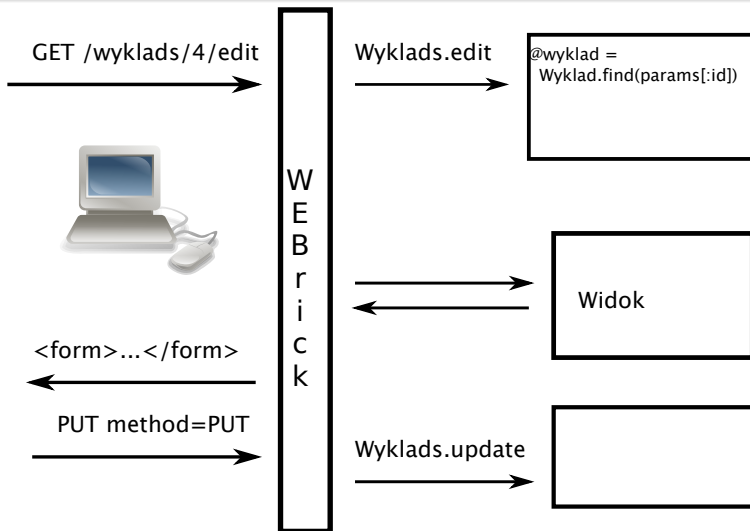 GET /wyklads/4/edit
Wyklads.edit
@wyklad =
Wyklad.find(params[:id])
WEBrick
Widok
<form>...</form>
PUT method=PUT
Wyklads.update